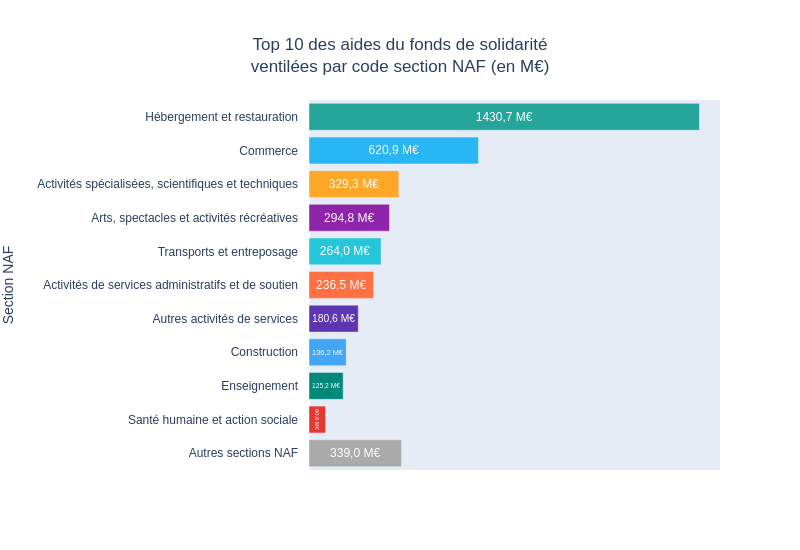 Top 10 des aides du fonds de solidarité
ventilées par code section NAF (en M€)
Section NAF
Hébergement et restauration 1430,7 M€
Commerce 620,9 M€
Activités spécialisées, scientifiques et techniques 329,3 M€
Arts, spectacles et activités récréatives 294,8 M€
Transports et entreposage 264,0 M€
Activités de services administratifs et de soutien 236,5 M€
Autres activités de services 180,6 M€
Construction 136,2 M€
Enseignement 125,2 M€
Santé humaine et action sociale
Autres sections NAF 339,0 M€